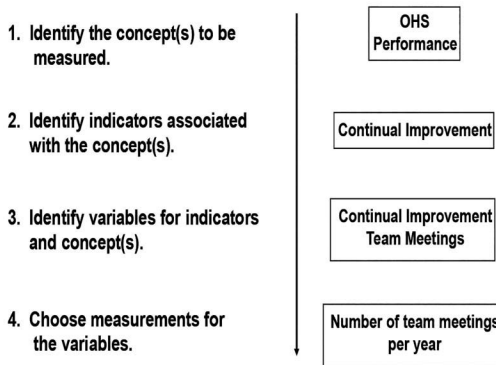 1. Identify the concept(s) to be
measured.
OHS
Performance
2. Identify indicators associated
with the concept(s).
Continual Improvement
3. Identify variables for indicators
and concept(s).
Continual Improvement
Team Meetings
4. Choose measurements for
the variables.
Number of team meetings
per year